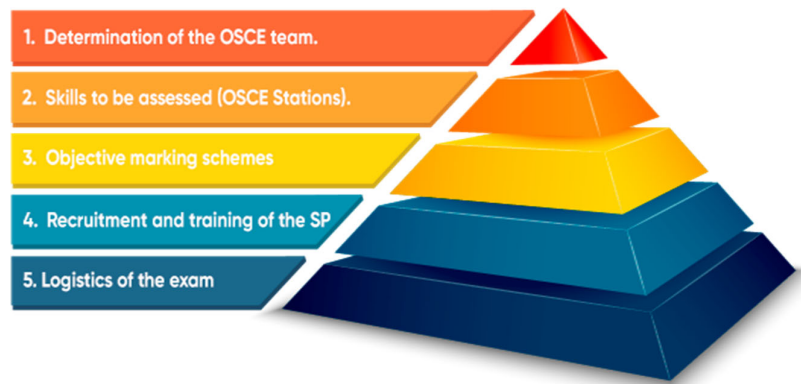 1. Determination of the OSCE team.
2. Skills to be assessed (OSCE Stations).
3. Objective marking schemes
4. Recruitment and training of the SP
5. Logistics of the exam